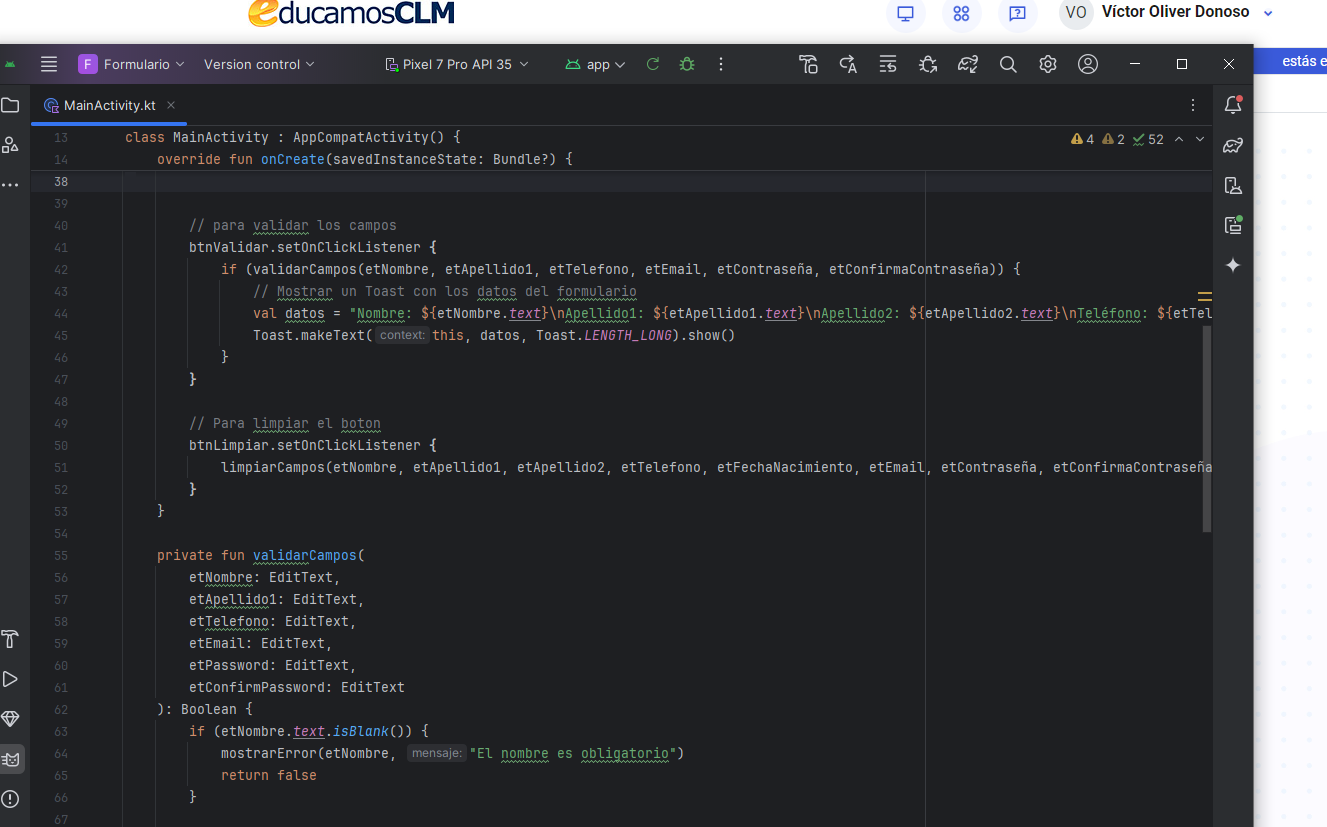 educamosCLM
VO Víctor Oliver Donoso
estás e
F Formulario Version control Pixel 7 Pro API 35 app
MainActivity.kt
4 2 52
13 class MainActivity : AppCompatActivity() {
14 override fun onCreate(savedInstanceState: Bundle?) {
38
39
40 // para validar los campos
41 btnValidar.setOnClickListener {
42 if (validarCampos(etNombre, etApellido1, etTelefono, etEmail, etContraseña, etConfirmaContraseña)) {
43 // Mostrar un Toast con los datos del formulario
44 val datos = "Nombre: ${etNombre.text}\nApellido1: ${etApellido1.text}\nApellido2: ${etApellido2.text}\nTeléfono: ${etTel
45 Toast.makeText( context: this, datos, Toast.LENGTH_LONG).show()
46 }
47 }
48
49 // Para limpiar el boton
50 btnLimpiar.setOnClickListener {
51 limpiarCampos(etNombre, etApellido1, etApellido2, etTelefono, etFechaNacimiento, etEmail, etContraseña, etConfirmaContraseña
52 }
53 }
54
55 private fun validarCampos(
56 etNombre: EditText,
57 etApellido1: EditText,
58 etTelefono: EditText,
59 etEmail: EditText,
60 etPassword: EditText,
61 etConfirmPassword: EditText
62 ): Boolean {
63 if (etNombre.text.isBlank()) {
64 mostrarError(etNombre, mensaje: "El nombre es obligatorio")
65 return false
66 }
67